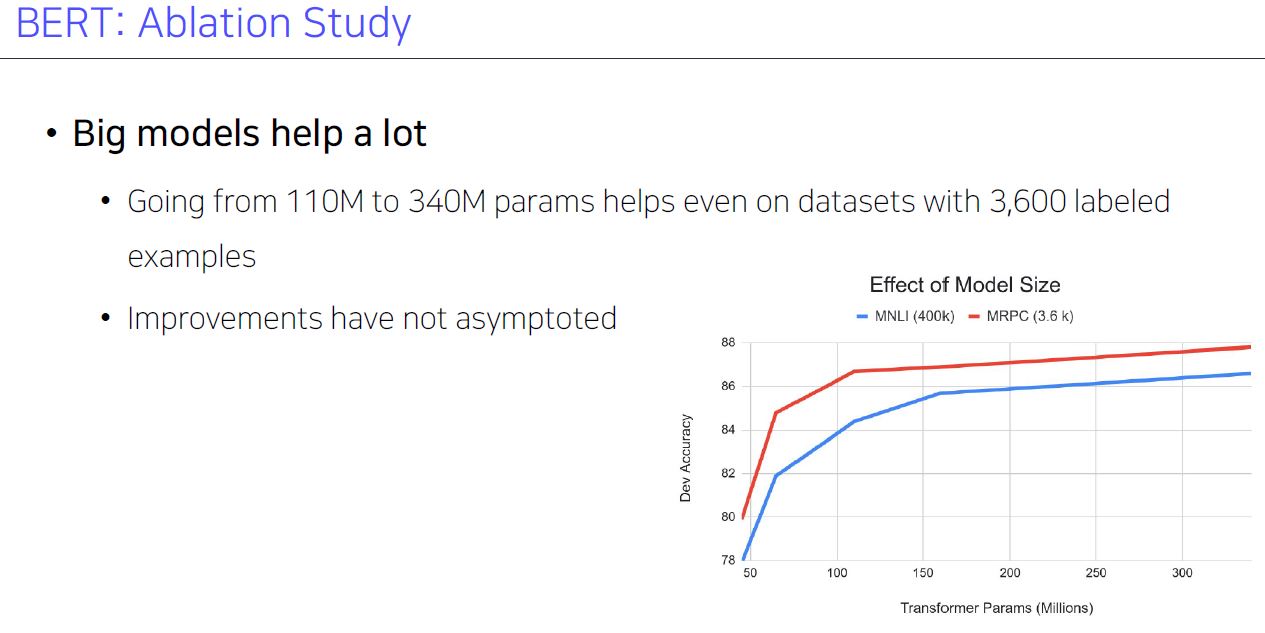 BERT: Ablation Study
• Big models help a lot
• Going from 110M to 340M params helps even on datasets with 3,600 labeled
examples
• Improvements have not asymptoted
Effect of Model Size
MNLI (400k) MRPC (3.6 k)
88
86
84
82
80
78
Dev Accuracy
50 100 150 200 250 300
Transformer Params (Millions)